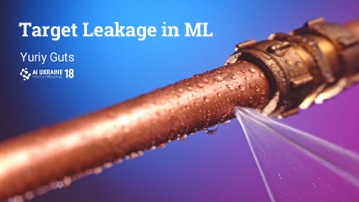 Target Leakage in ML
Yuriy Guts
AI UKRAINE 18